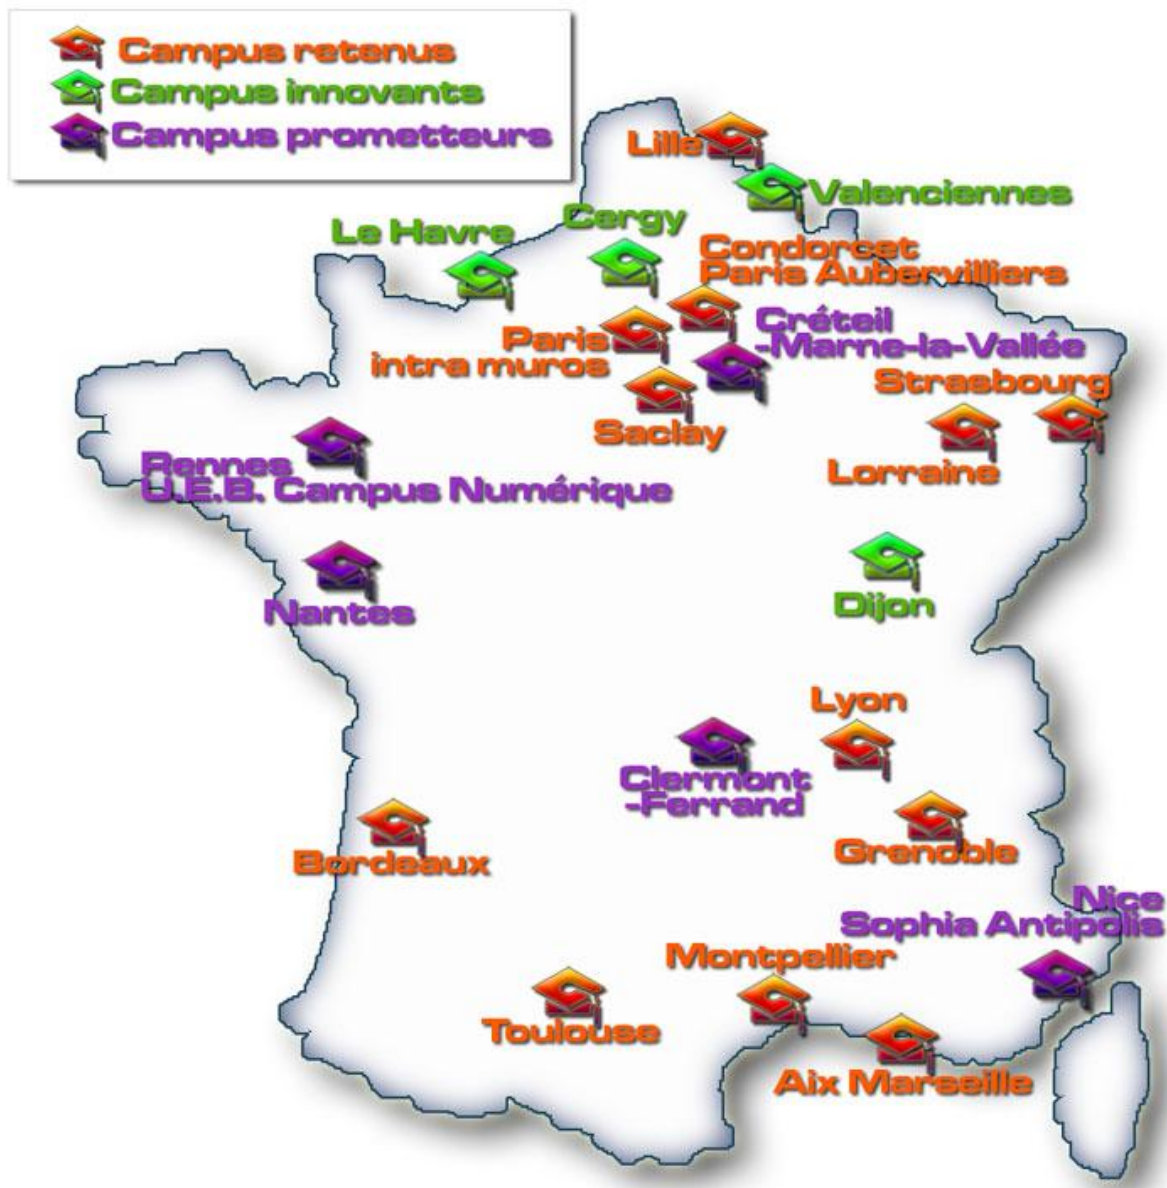 Campus retenus
Campus innovants
Campus prometteurs
Lille
Valenciennes
Cergy
Le Havre
Condorcet
Paris Aubervilliers
Paris
intra muros
Créteil
-Marne-la-Vallée
Strasbourg
Saclay
Lorraine
Rennes
U.E.B. Campus Numérique
Nantes
Dijon
Lyon
Clermont
-Ferrand
Bordeaux
Grenoble
Nice
Sophia Antipolis
Montpellier
Toulouse
Aix Marseille